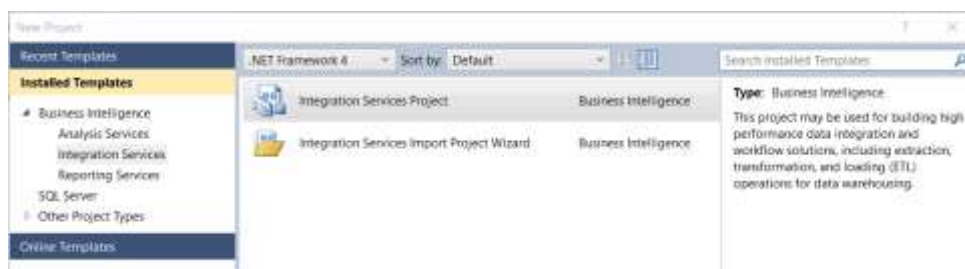 New Project
Recent Templates
.NET Framework 4 Sort by: Default
Search Installed Templates
Installed Templates
Business Intelligence
Analysis Services
Integration Services
Reporting Services
SQL Server
Other Project Types
Online Templates
Integration Services Project Business Intelligence
Integration Services Import Project Wizard Business Intelligence
Type: Business Intelligence
This project may be used for building high
performance data integration and
workflow solutions, including extraction,
transformation, and loading (ETL)
operations for data warehousing.